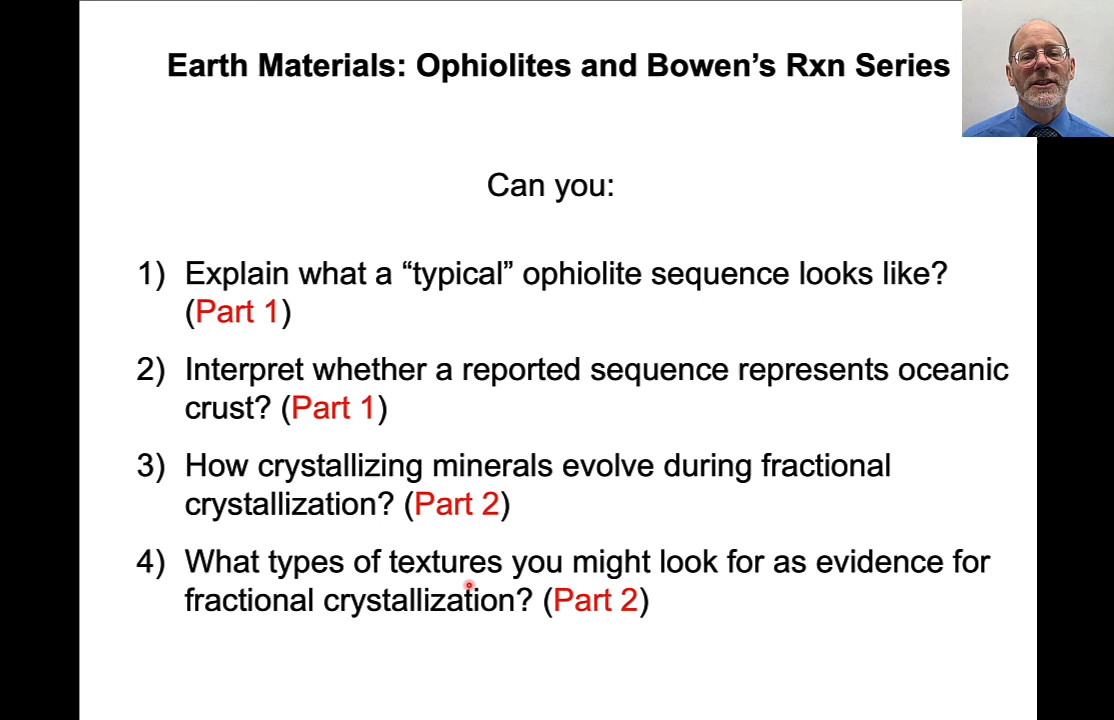 Earth Materials: Ophiolites and Bowen’s Rxn Series
Can you:
1) Explain what a “typical” ophiolite sequence looks like?
(Part 1)
2) Interpret whether a reported sequence represents oceanic
crust? (Part 1)
3) How crystallizing minerals evolve during fractional
crystallization? (Part 2)
4) What types of textures you might look for as evidence for
fractional crystallization? (Part 2)